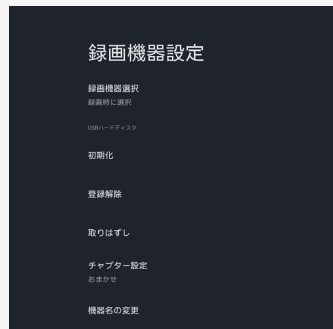 録画機器設定
録画機器選択
録画時に選択
USBハードディスク
初期化
登録解除
取りはずし
チャプター設定
おまかせ
機器名の変更